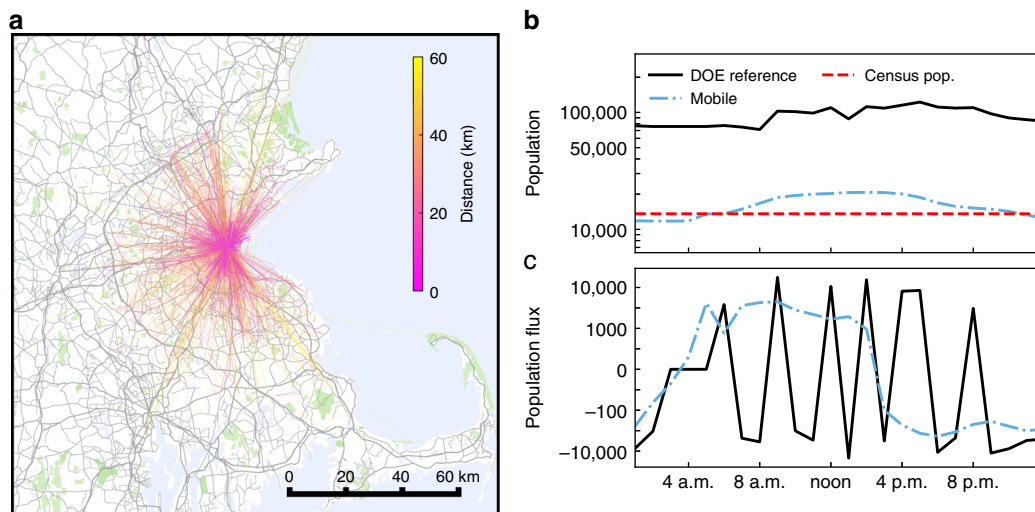 a
60
40
20
0
Distance (km)
0 20 40 60 km
b
DOE reference
Census pop.
Mobile
100,000
50,000
10,000
Population
c
10,000
1000
0
−100
−10,000
Population flux
4 a.m. 8 a.m. noon 4 p.m. 8 p.m.